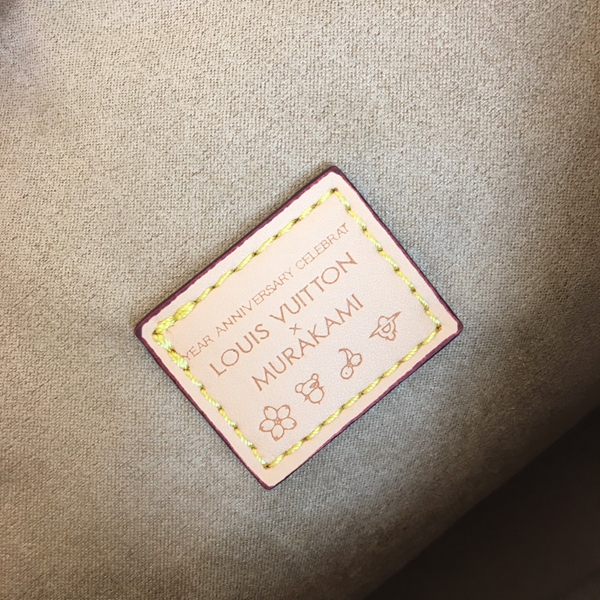 YEAR ANNIVERSARY CELEBRAT
LOUIS VUITTON
×
MURAKAMI